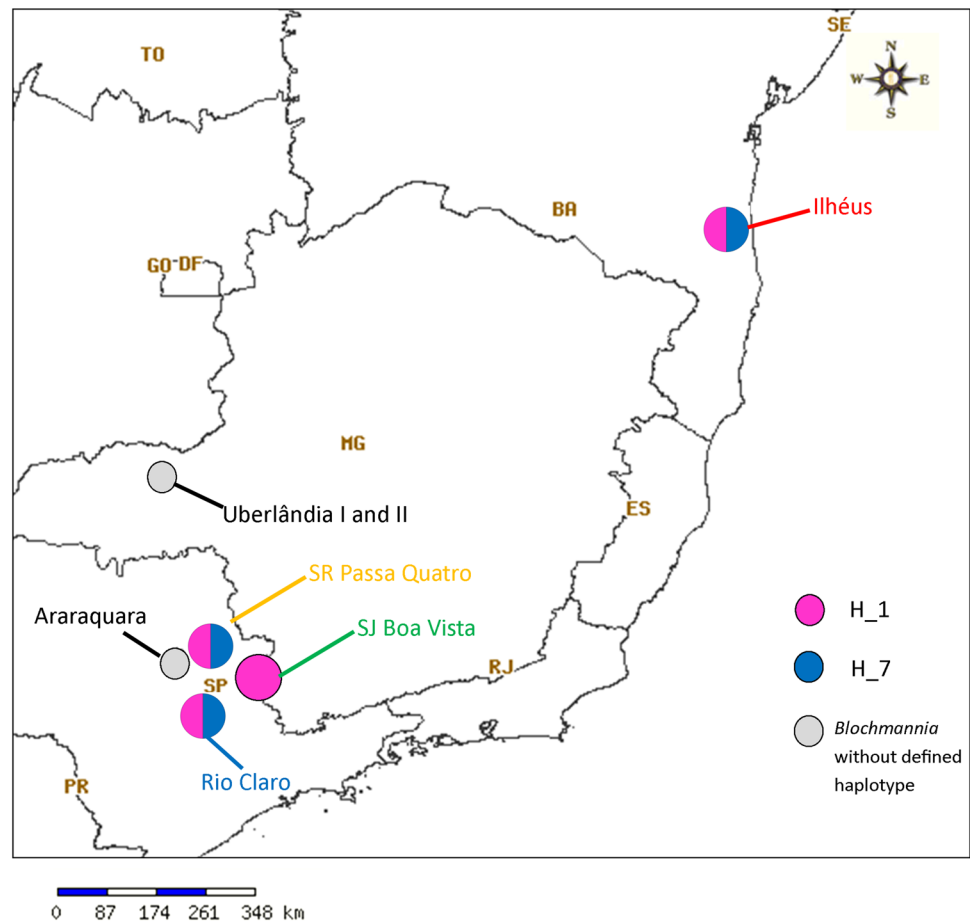 SE
TO
N
W E
S
BA
Ilhéus
GO DF
MG
Uberlândia I and II
ES
SR Passa Quatro
Araraquara
SJ Boa Vista
H_1
RJ
SP
H_7
Rio Claro
Blochmannia
without defined
haplotype
PR
0 87 174 261 348 km